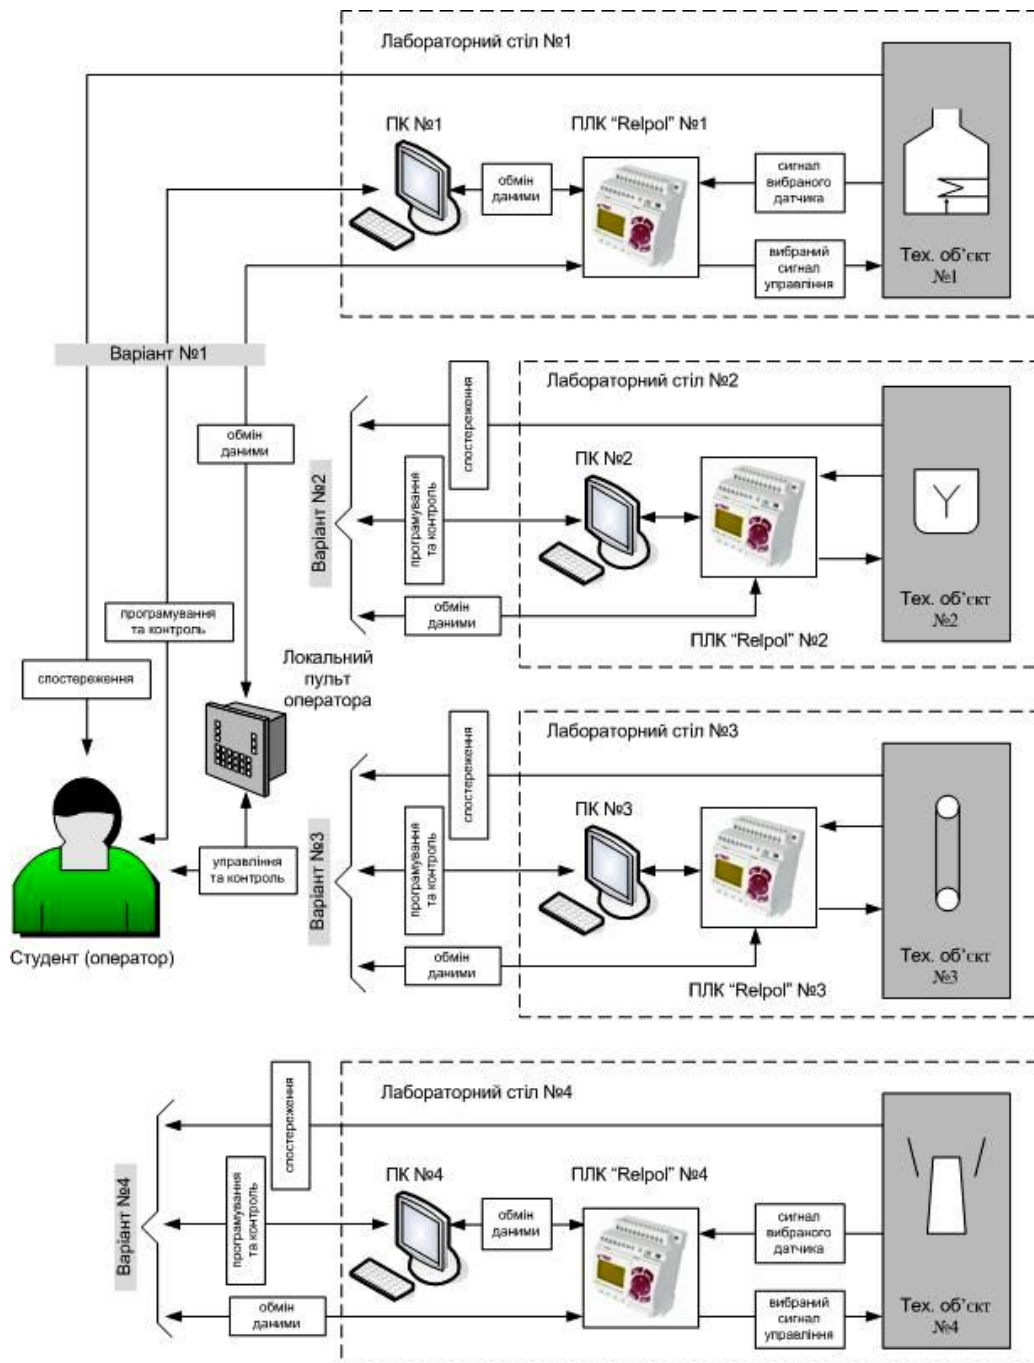 Лабораторний стіл №1
ПК №1
ПЛК “Relpol” №1
обмін
даними
сигнал
вибраного
датчика
вибраний
сигнал
управління
Тех. об’єкт
№1
Варіант №1
обмін
даними
програмування
та контроль
спостереження
Локальний
пульт
оператора
управління
та контроль
Студент (оператор)
Лабораторний стіл №2
Варіант №2
спостереження
програмування
та контроль
обмін
даними
ПК №2
ПЛК “Relpol” №2
Тех. об’єкт
№2
Лабораторний стіл №3
Варіант №3
спостереження
програмування
та контроль
обмін
даними
ПК №3
ПЛК “Relpol” №3
Тех. об’єкт
№3
Лабораторний стіл №4
Варіант №4
спостереження
програмування
та контроль
обмін
даними
ПК №4
обмін
даними
ПЛК “Relpol” №4
сигнал
вибраного
датчика
вибраний
сигнал
управління
Тех. об’єкт
№4